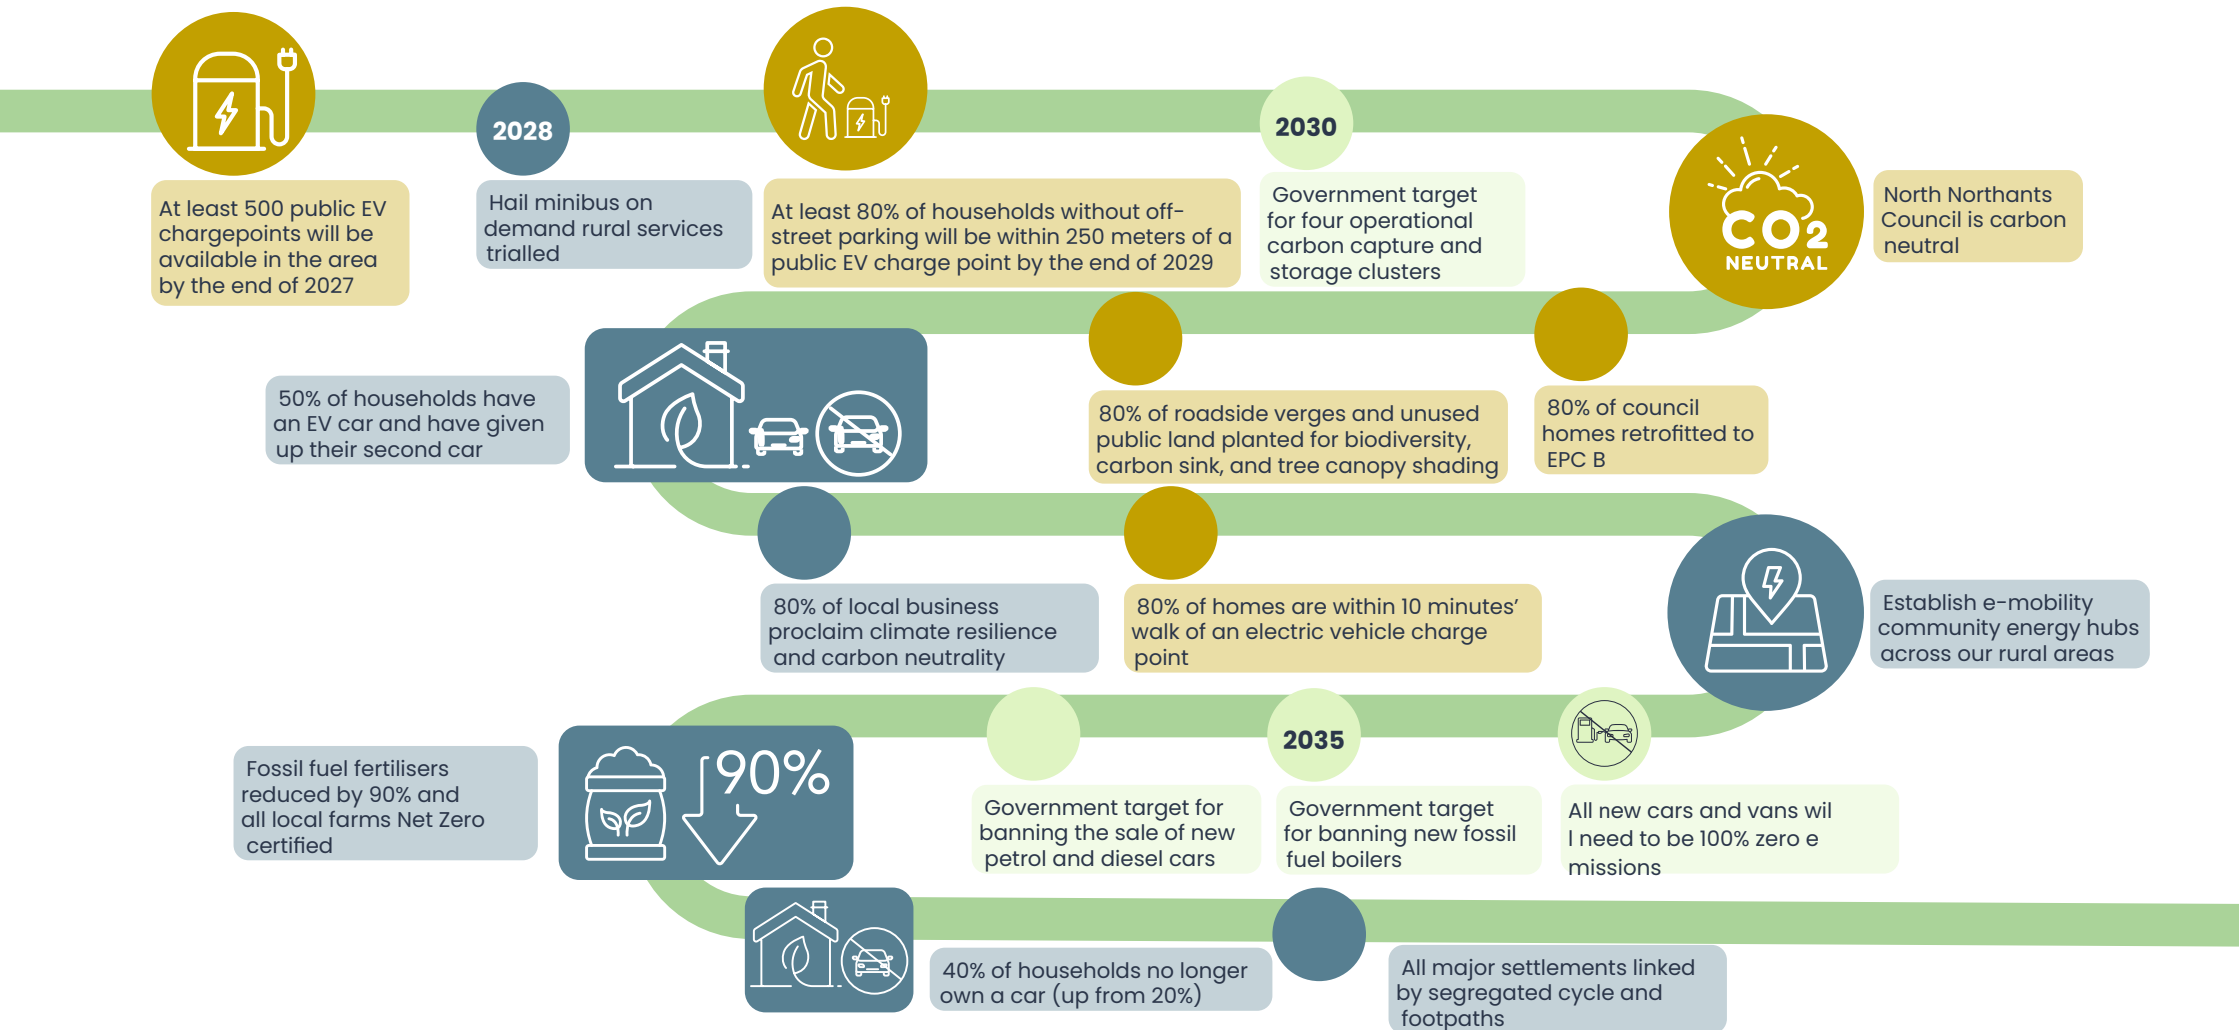 2028
2030
At least 500 public EV
chargepoints will be
available in the area
by the end of 2027
Hail minibus on
demand rural services
trialled
At least 80% of households without off-
street parking will be within 250 meters of a
public EV charge point by the end of 2029
Government target
for four operational
carbon capture and
storage clusters
CO2
NEUTRAL
North Northants
Council is carbon
neutral
80% of council
homes retrofitted to
EPC B
80% of roadside verges and unused
public land planted for biodiversity,
carbon sink, and tree canopy shading
50% of households have
an EV car and have given
up their second car
80% of local business
proclaim climate resilience
and carbon neutrality
80% of homes are within 10 minutes’
walk of an electric vehicle charge
point
Establish e-mobility
community energy hubs
across our rural areas
All new cars and vans wil
l need to be 100% zero e
missions
2035
Government target
for banning new fossil
fuel boilers
Government target for
banning the sale of new
petrol and diesel cars
90%
Fossil fuel fertilisers
reduced by 90% and
all local farms Net Zero
certified
40% of households no longer
own a car (up from 20%)
All major settlements linked
by segregated cycle and
footpaths